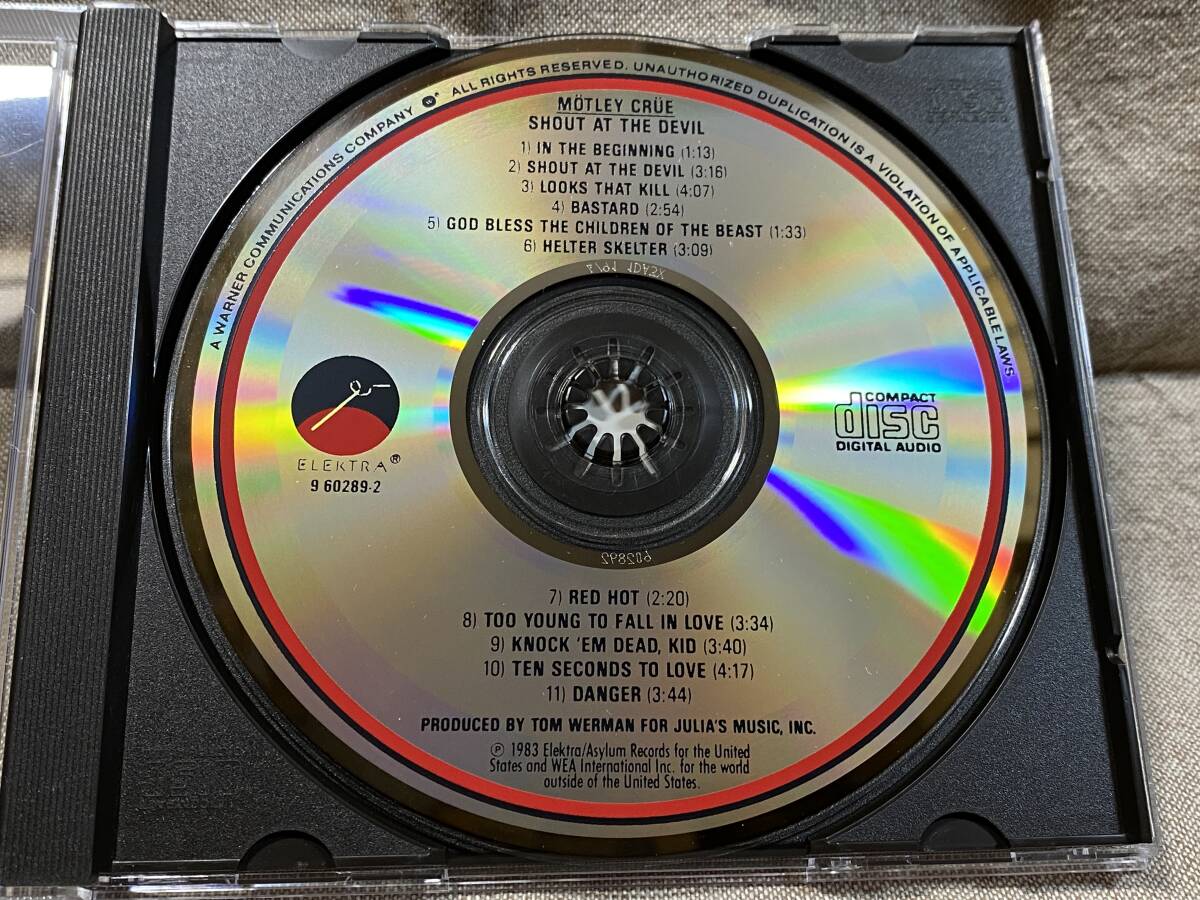 A WARNER COMMUNICATIONS COMPANY ALL RIGHTS RESERVED. UNAUTHORIZED DUPLICATION IS A VIOLATION OF APPLICABLE LAWS
MÖTLEY CRÜE
SHOUT AT THE DEVIL
1) IN THE BEGINNING (1:13)
2) SHOUT AT THE DEVIL (3:16)
3) LOOKS THAT KILL (4:07)
4) BASTARD (2:54)
5) GOD BLESS THE CHILDREN OF THE BEAST (1:33)
6) HELTER SKELTER (3:09)
ELEKTRA®
9 60289-2
COMPACT
disc
DIGITAL AUDIO
602892
7) RED HOT (2:20)
8) TOO YOUNG TO FALL IN LOVE (3:34)
9) KNOCK 'EM DEAD, KID (3:40)
10) TEN SECONDS TO LOVE (4:17)
11) DANGER (3:44)
PRODUCED BY TOM WERMAN FOR JULIA'S MUSIC, INC.
℗ 1983 Elektra/Asylum Records for the United
States and WEA International Inc. for the world
outside of the United States.